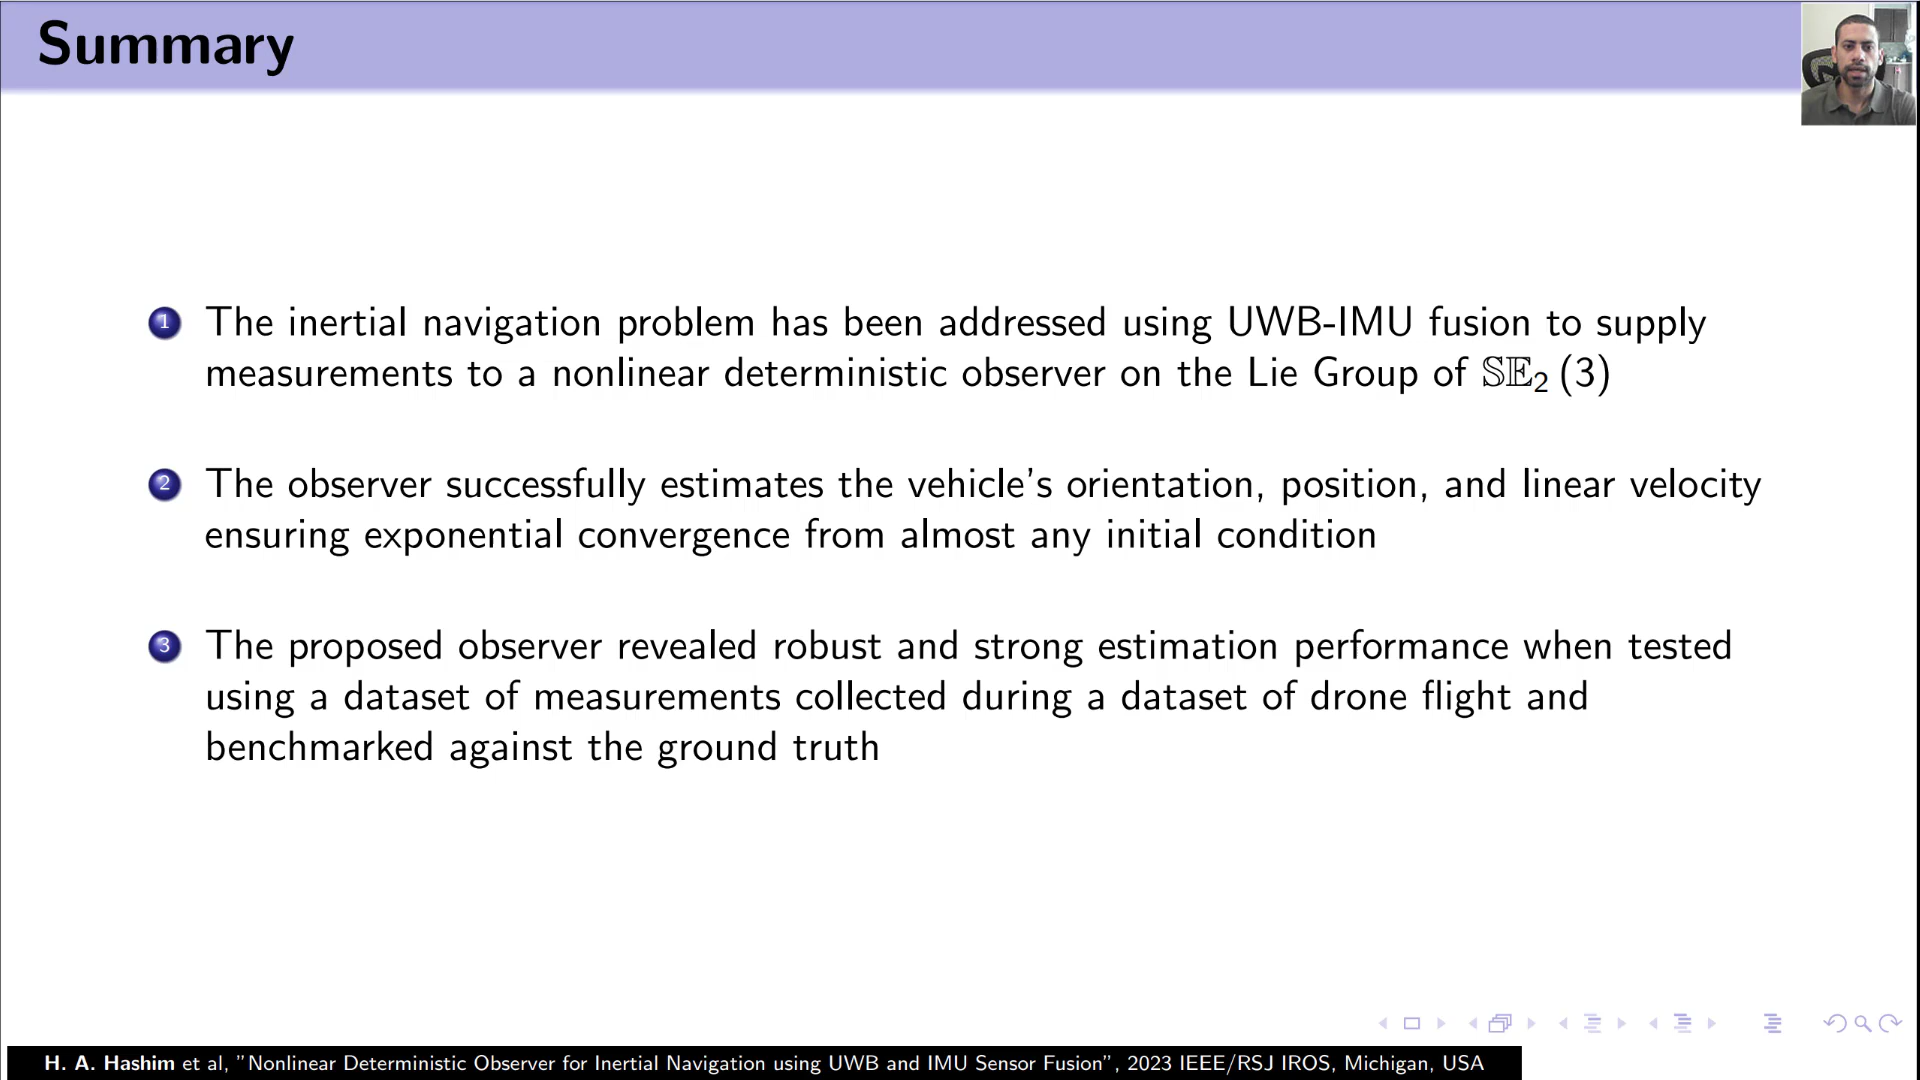 Summary
1 The inertial navigation problem has been addressed using UWB-IMU fusion to supply
measurements to a nonlinear deterministic observer on the Lie Group of 𝕊𝔼₂ (3)
2 The observer successfully estimates the vehicle's orientation, position, and linear velocity
ensuring exponential convergence from almost any initial condition
3 The proposed observer revealed robust and strong estimation performance when tested
using a dataset of measurements collected during a dataset of drone flight and
benchmarked against the ground truth
H. A. Hashim et al, "Nonlinear Deterministic Observer for Inertial Navigation using UWB and IMU Sensor Fusion", 2023 IEEE/RSJ IROS, Michigan, USA